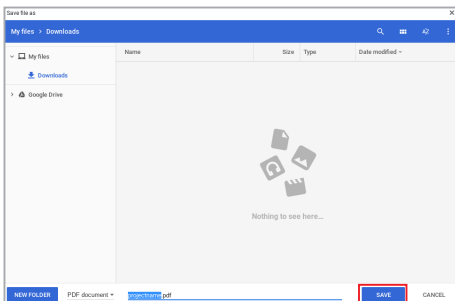 Save file as
My files > Downloads
AZ
My files
Downloads
Google Drive
Name Size Type Date modified
Nothing to see here...
NEW FOLDER PDF document projectname.pdf SAVE CANCEL